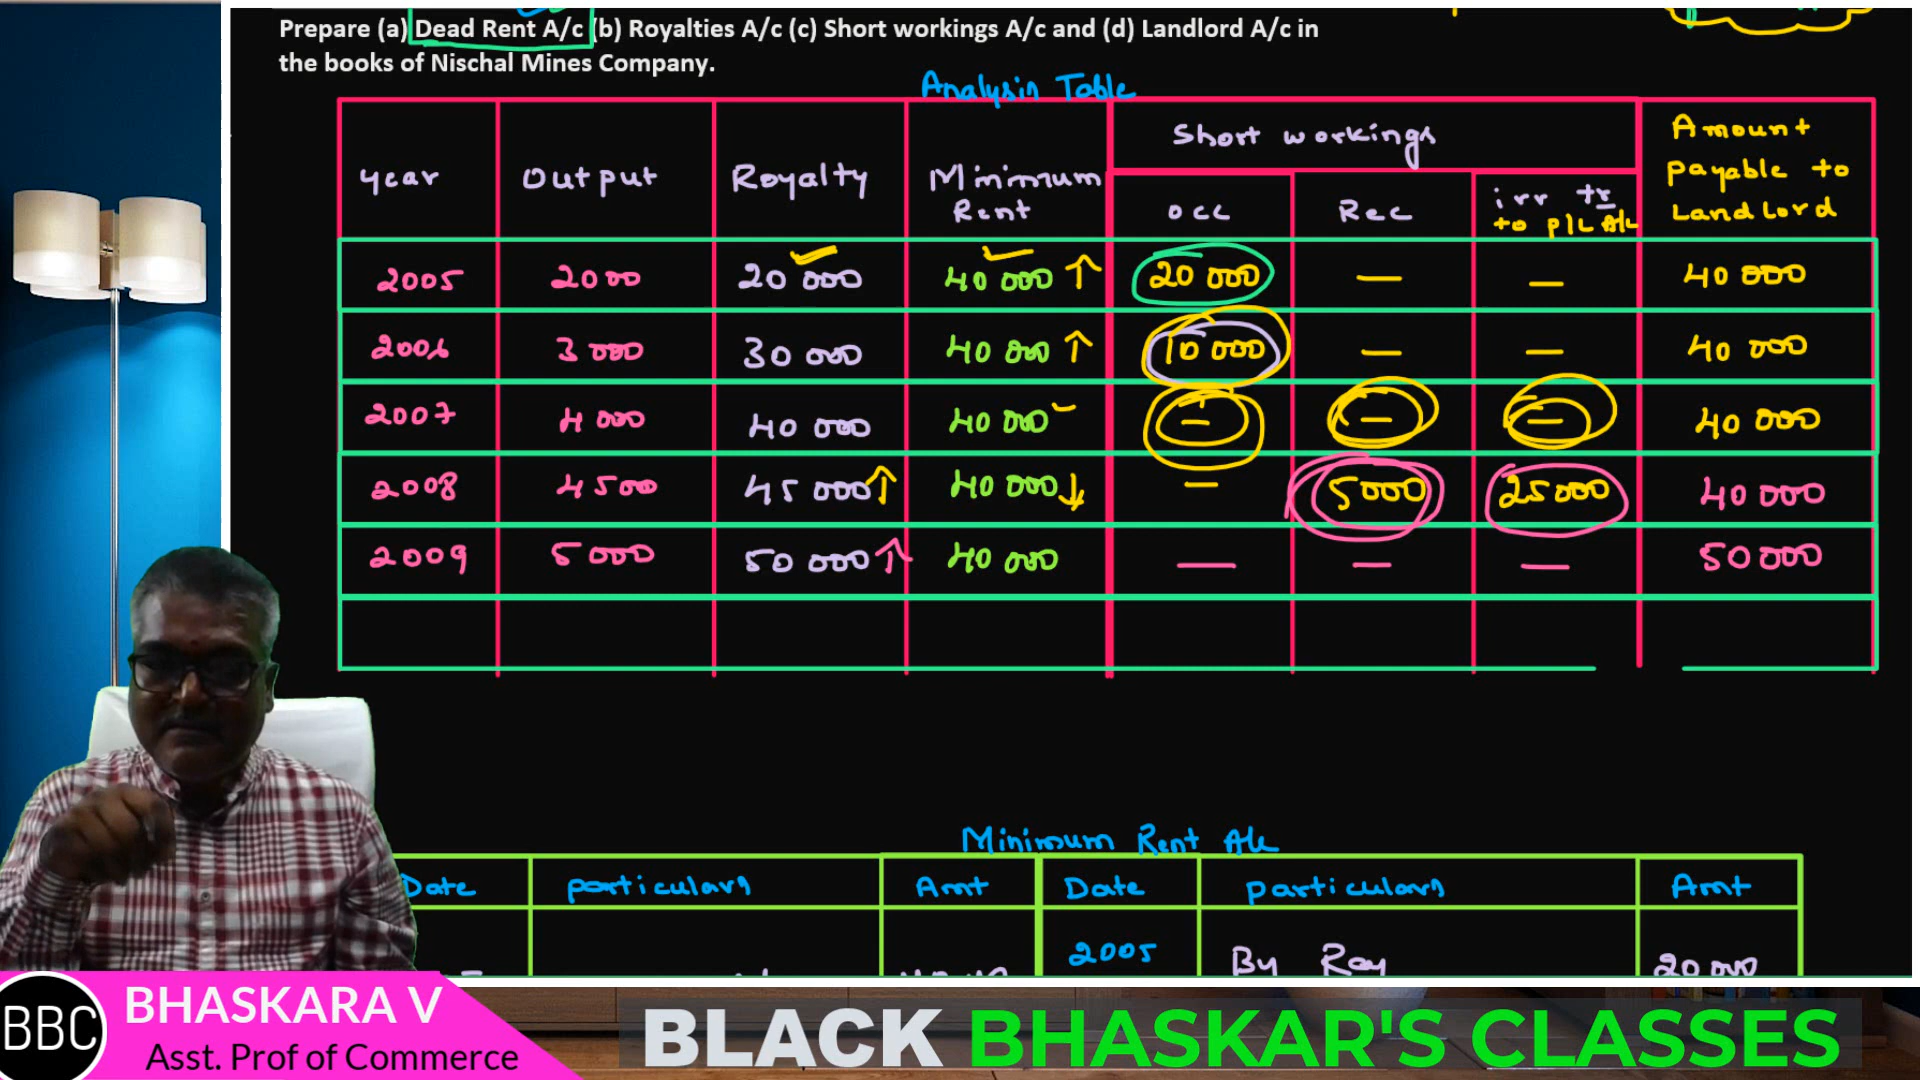 Prepare (a) Dead Rent A/c (b) Royalties A/c (c) Short workings A/c and (d) Landlord A/c in
the books of Nischal Mines Company.
Analysis Table
year Output Royalty Minimum Rent Short workings Amount payable to Landlord
occ Rec irr tr to P/L A/c
2005 2000 20 000 40 000 ↑ 20 000 — — 40 000
2006 3 000 30 000 40 000 ↑ 10 000 — — 40 000
2007 4 000 40 000 40 000 - - - - 40 000
2008 4500 45 000 ↑ 40 000 ↓ — 5000 25000 40 000
2009 5 000 50 000 ↑ 40 000 — — — 50 000
Minimum Rent A/c
Date particulars Amt Date particulars Amt
2005 By Roy 20 000
BBC
BHASKARA V
Asst. Prof of Commerce
BLACK BHASKAR'S CLASSES